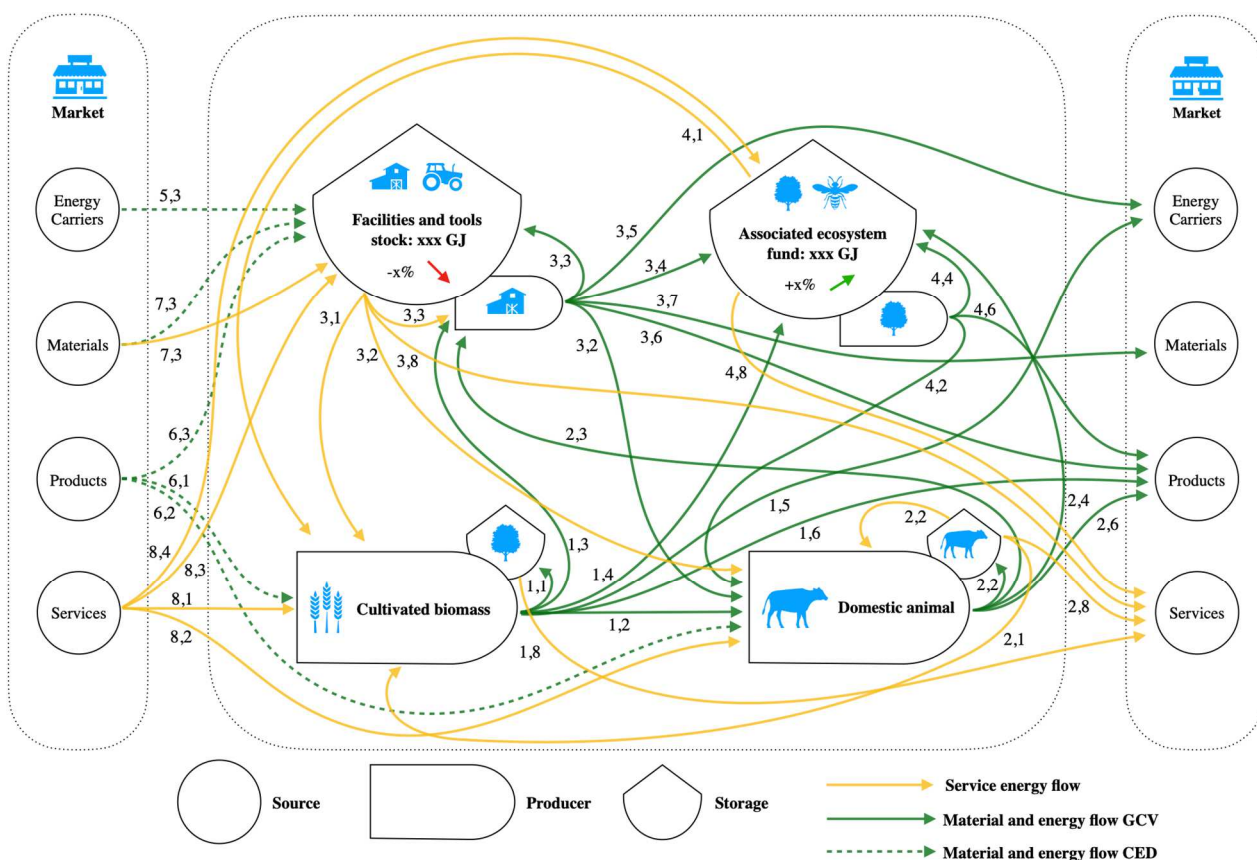 Market
Market
4,1
Energy
Carriers
5,3
Facilities and tools
stock: xxx GJ
-x%
3,5
Associated ecosystem
fund: xxx GJ
+x%
Energy
Carriers
3,3
3,4
4,4
4,6
3,7
7,3
3,1
3,3
3,2
3,8
3,2
3,6
4,8
4,2
Materials
7,3
Materials
6,3
2,3
Products
6,1
6,2
Products
1,5
1,6
2,2
2,4
2,6
8,4
8,3
1,3
1,1
1,4
2,2
Services
8,1
8,2
Cultivated biomass
1,2
1,8
Domestic animal
2,1
2,8
Services
Source
Producer
Storage
Service energy flow
Material and energy flow GCV
Material and energy flow CED